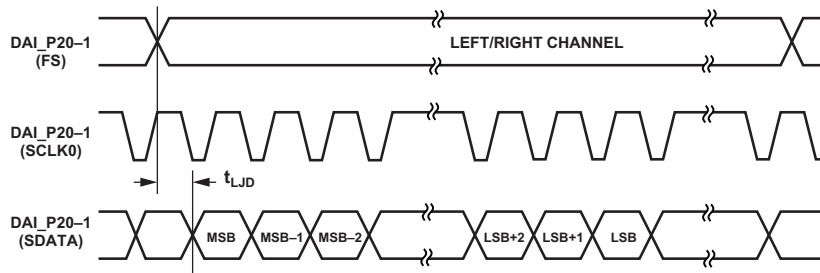 DAI_P20–1
(FS)
LEFT/RIGHT CHANNEL
DAI_P20–1
(SCLK0)
tLJD
DAI_P20–1
(SDATA)
MSB
MSB–1
MSB–2
LSB+2
LSB+1
LSB